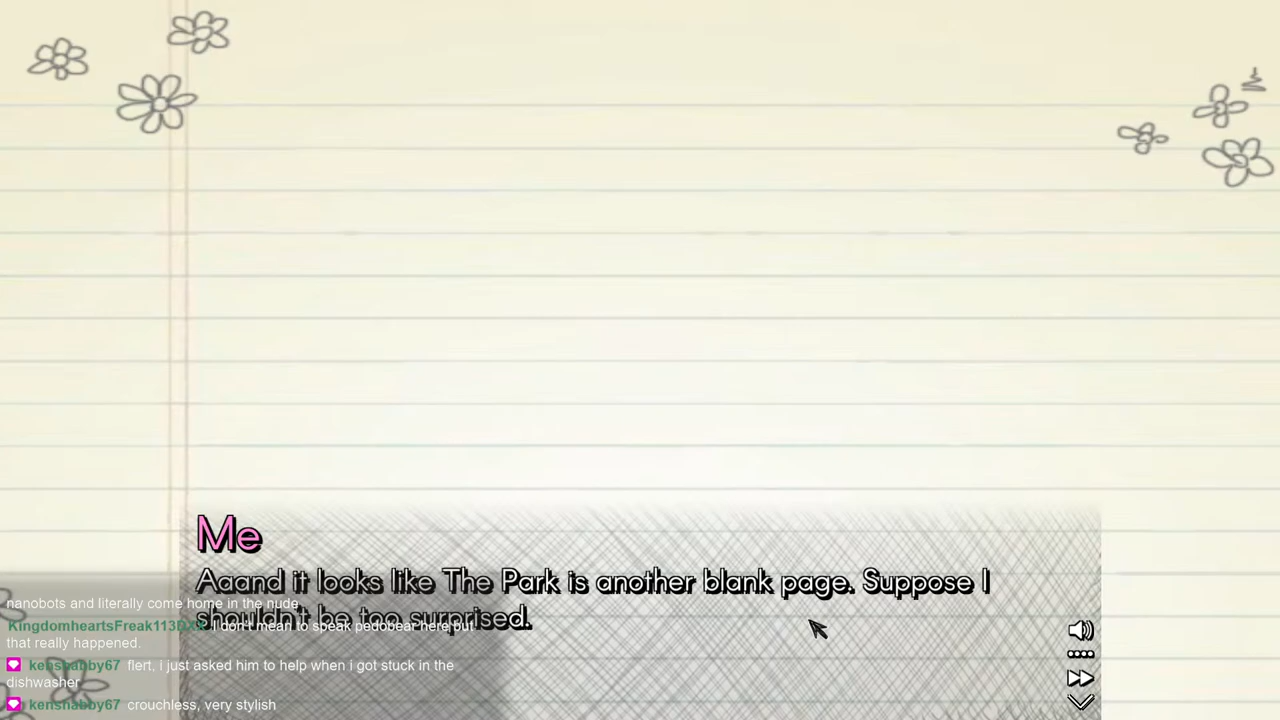 Me
Aaand it looks like The Park is another blank page. Suppose I
shouldn't be too surprised.
nanobots and literally come home in the nude
I don't mean to speak pedobear here,but
that really happened.
kenshabby67 flert, i just asked him to help when i got stuck in the
dishwasher
kenshabby67 crouchless, very stylish